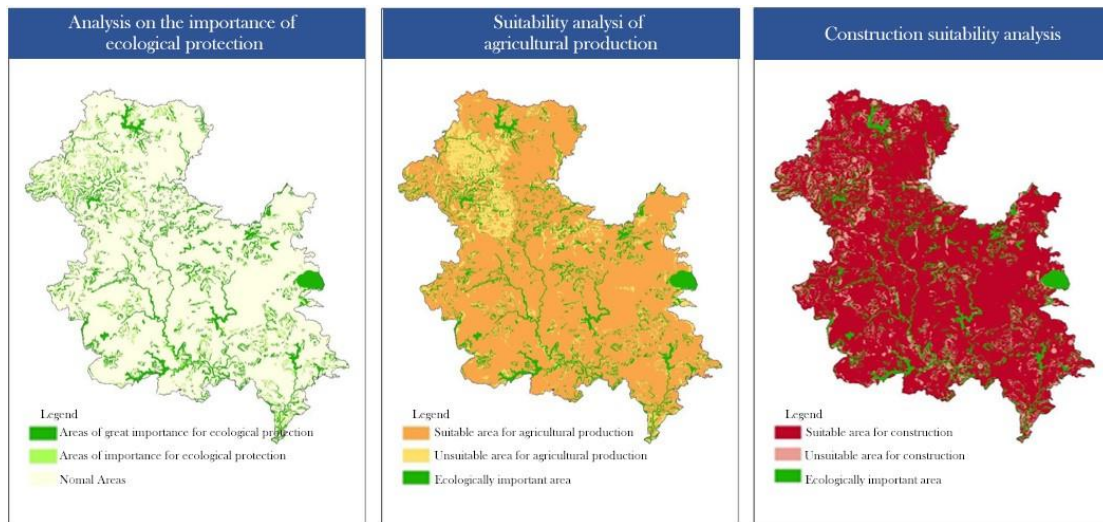 Analysis on the importance of
ecological protection
Legend
Areas of great importance for ecological protection
Areas of importance for ecological protection
Nomal Areas
Suitability analysi of
agricultural production
Legend
Suitable area for agricultural production
Unsuitable area for agricultural production
Ecologically important area
Construction suitability analysis
Legend
Suitable area for construction
Unsuitable area for construction
Ecologically important area